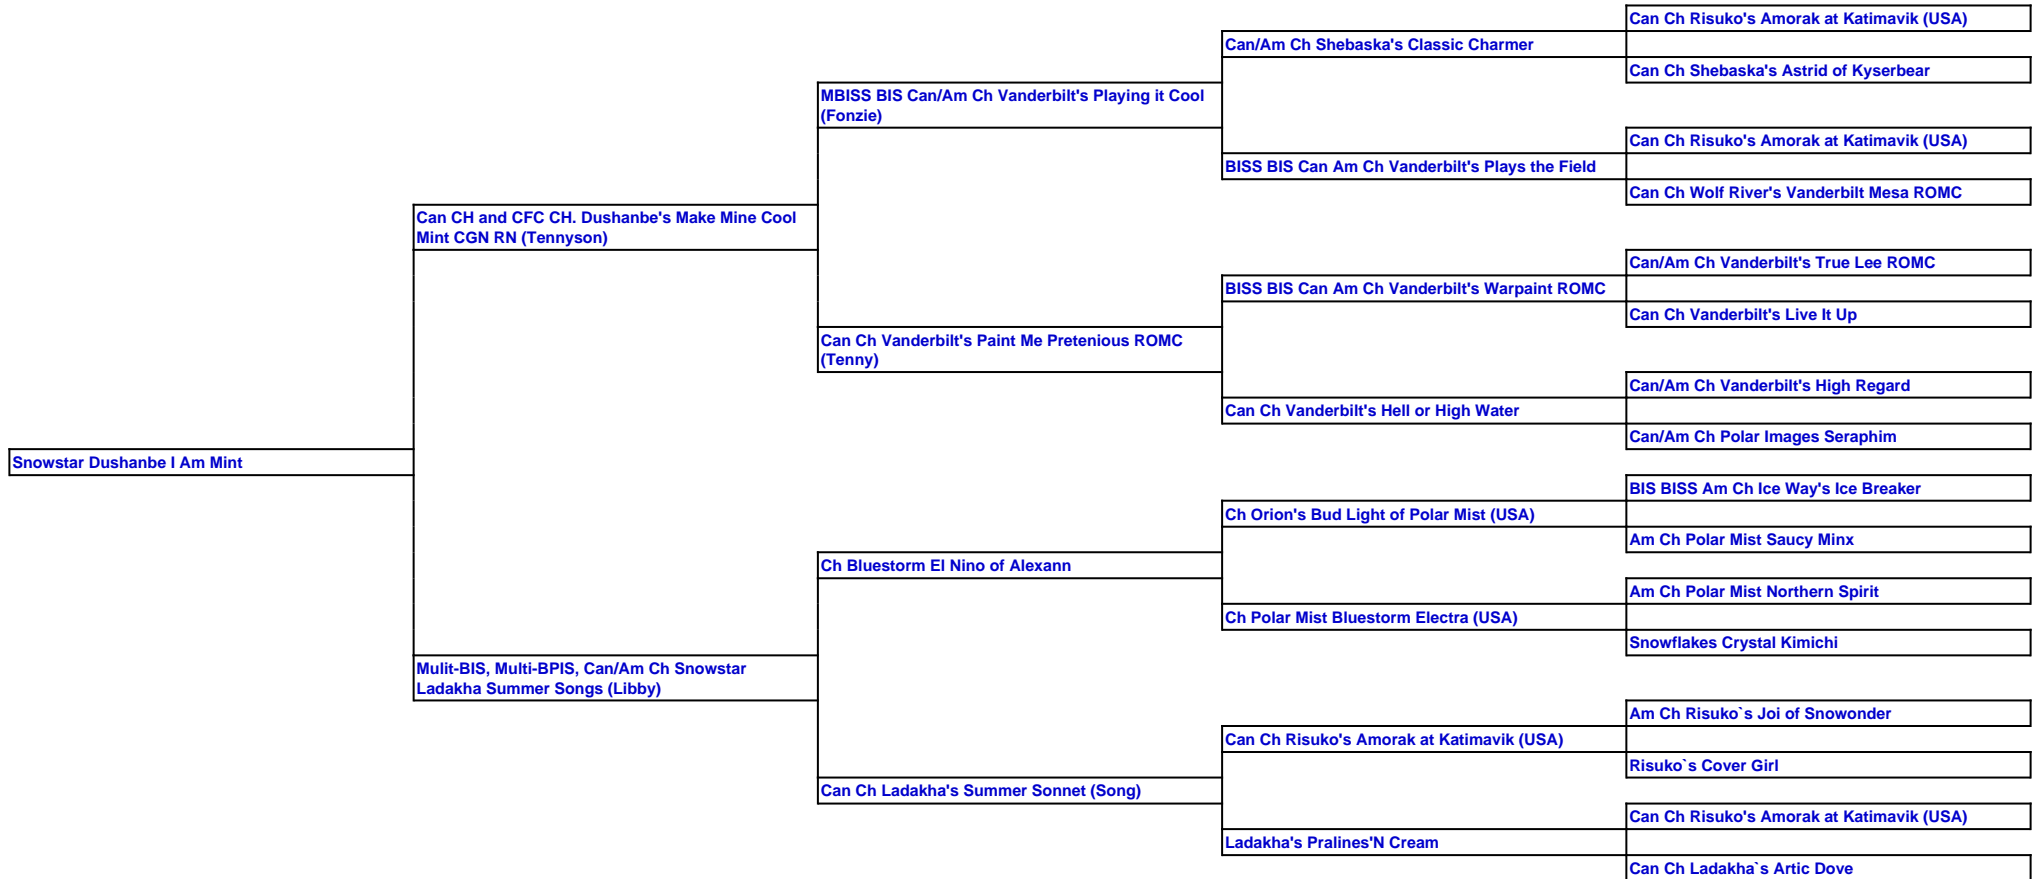 Can Ch Risuko's Amorak at Katimavik (USA)
Can/Am Ch Shebaska's Classic Charmer
Can Ch Shebaska's Astrid of Kyserbear
MBISS BIS Can/Am Ch Vanderbilt's Playing it Cool
(Fonzie)
Can Ch Risuko's Amorak at Katimavik (USA)
BISS BIS Can Am Ch Vanderbilt's Plays the Field
Can Ch Wolf River's Vanderbilt Mesa ROMC
Can CH and CFC CH. Dushanbe's Make Mine Cool
Mint CGN RN (Tennyson)
Can/Am Ch Vanderbilt's True Lee ROMC
BISS BIS Can Am Ch Vanderbilt's Warpaint ROMC
Can Ch Vanderbilt's Live It Up
Can Ch Vanderbilt's Paint Me Pretenious ROMC
(Tenny)
Can/Am Ch Vanderbilt's High Regard
Can Ch Vanderbilt's Hell or High Water
Can/Am Ch Polar Images Seraphim
Snowstar Dushanbe I Am Mint
BIS BISS Am Ch Ice Way's Ice Breaker
Ch Orion's Bud Light of Polar Mist (USA)
Am Ch Polar Mist Saucy Minx
Ch Bluestorm El Nino of Alexann
Am Ch Polar Mist Northern Spirit
Ch Polar Mist Bluestorm Electra (USA)
Snowflakes Crystal Kimichi
Mulit-BIS, Multi-BPIS, Can/Am Ch Snowstar
Ladakha Summer Songs (Libby)
Am Ch Risuko`s Joi of Snowonder
Can Ch Risuko's Amorak at Katimavik (USA)
Risuko`s Cover Girl
Can Ch Ladakha's Summer Sonnet (Song)
Can Ch Risuko's Amorak at Katimavik (USA)
Ladakha's Pralines'N Cream
Can Ch Ladakha`s Artic Dove